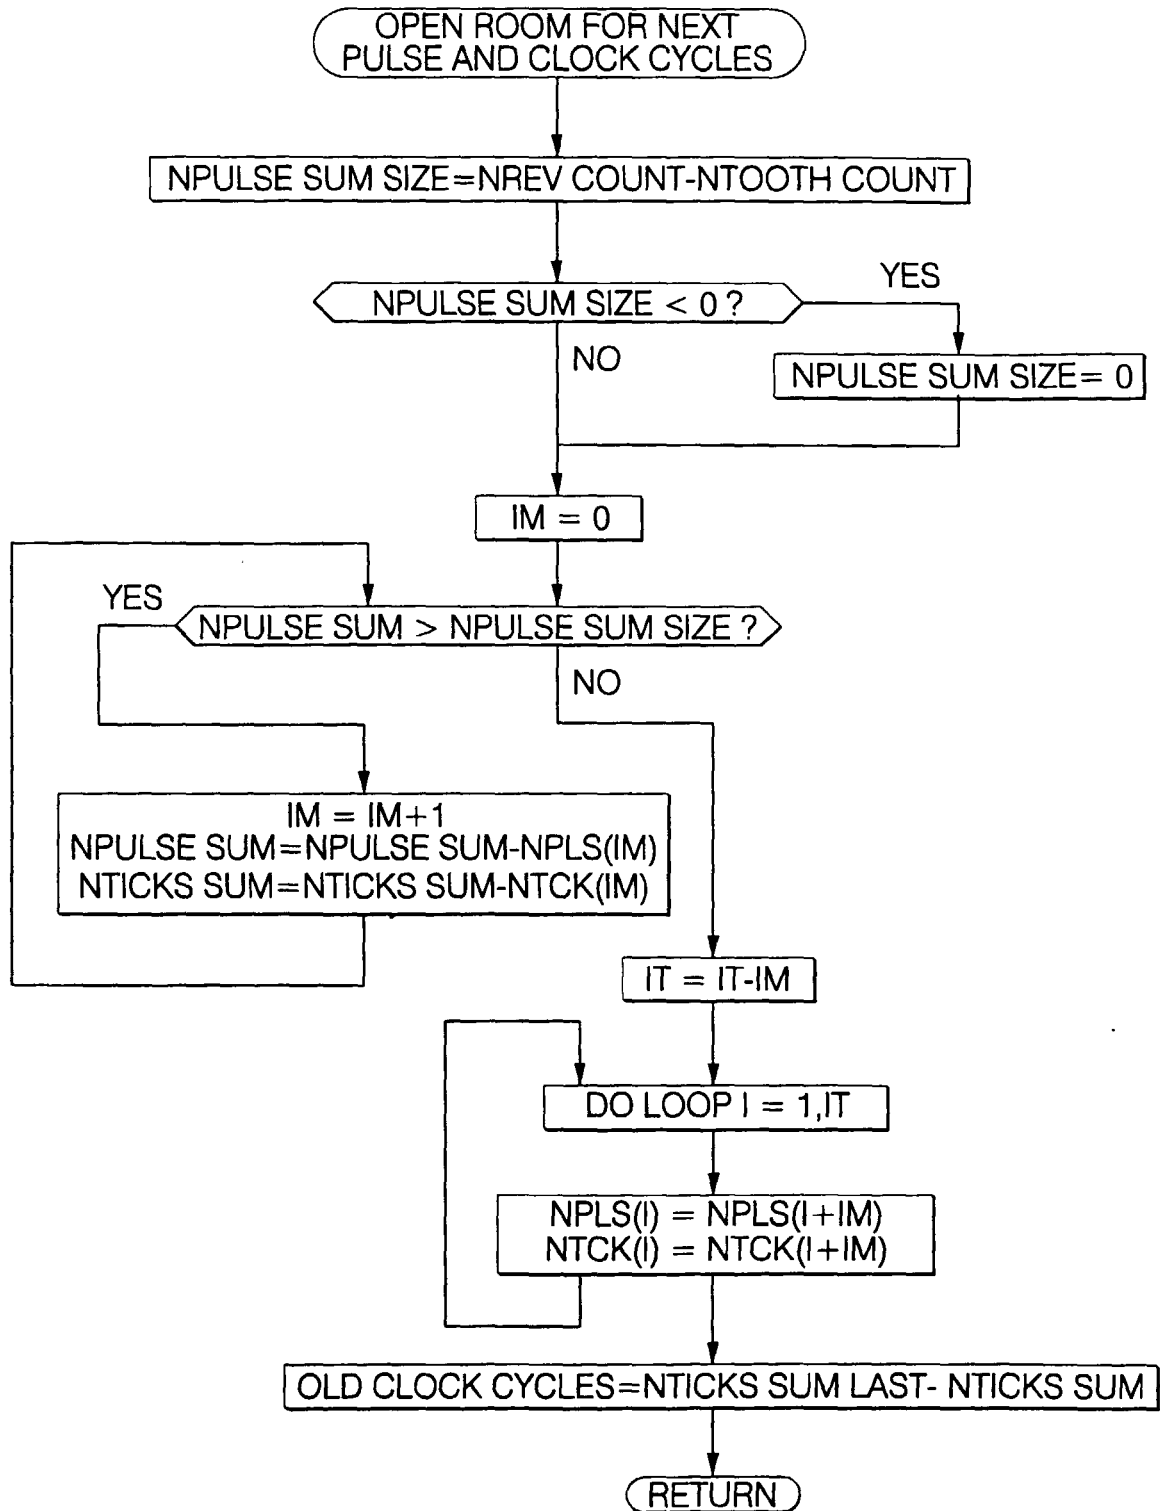 OPEN ROOM FOR NEXT
PULSE AND CLOCK CYCLES
NPULSE SUM SIZE=NREV COUNT-NTOOTH COUNT
NPULSE SUM SIZE < 0 ?
YES
NO
NPULSE SUM SIZE= 0
IM = 0
YES
NPULSE SUM > NPULSE SUM SIZE ?
NO
IM = IM+1
NPULSE SUM=NPULSE SUM-NPLS(IM)
NTICKS SUM=NTICKS SUM-NTCK(IM)
IT = IT-IM
DO LOOP I = 1,IT
NPLS(I) = NPLS(I+IM)
NTCK(I) = NTCK(I+IM)
OLD CLOCK CYCLES=NTICKS SUM LAST- NTICKS SUM
RETURN